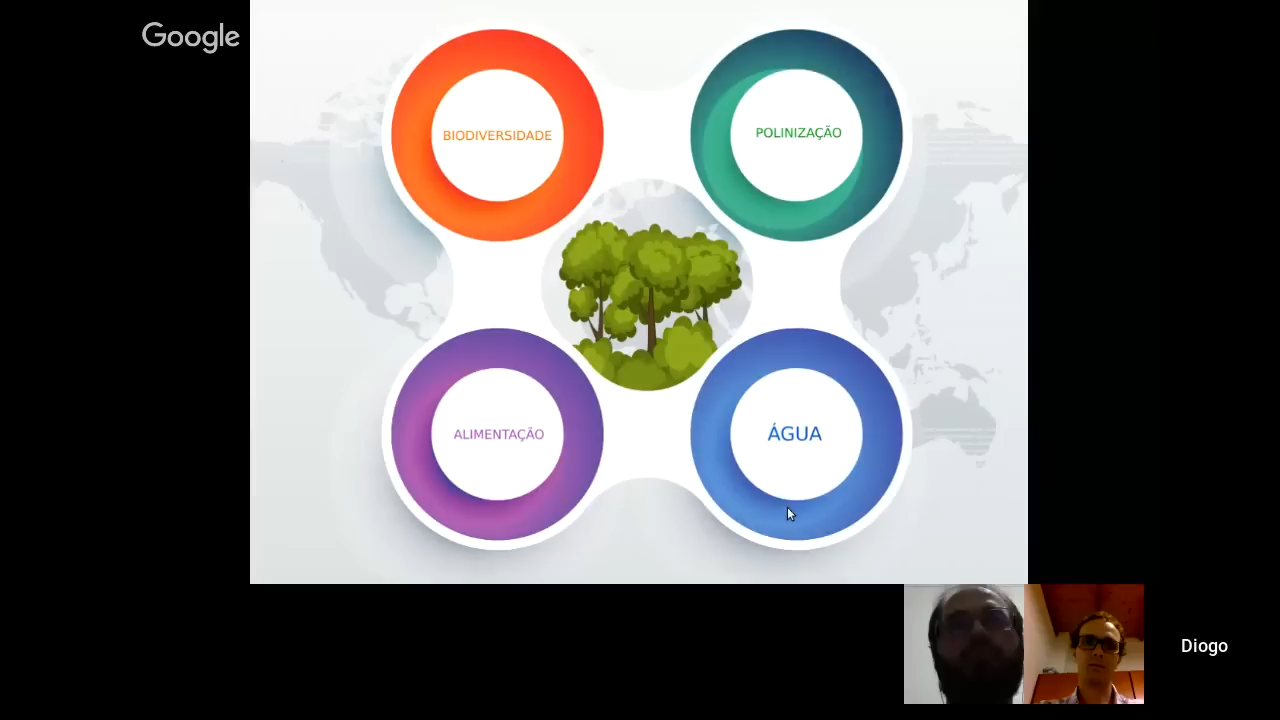 Google
BIODIVERSIDADE
POLINIZAÇÃO
ALIMENTAÇÃO
ÁGUA
Diogo